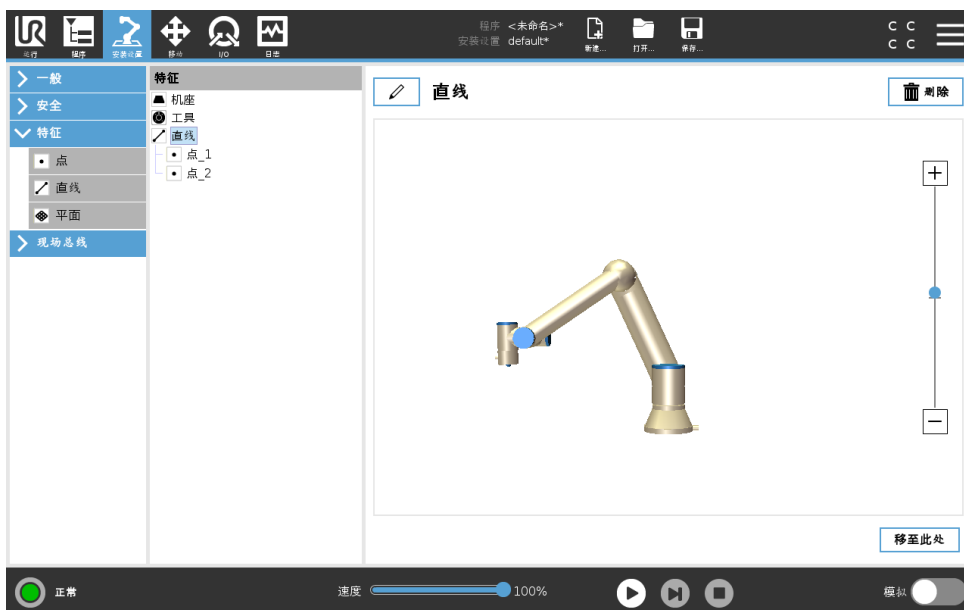 UR
程序 <未命名>*
安装设置 default*
运行 程序 安装设置 移动 I/O 日志
新建... 打开... 保存...
C C
C C
一般
安全
特征
点
直线
平面
现场总线
特征
机座
工具
直线
点_1
点_2
直线
删除
+
−
移至此处
正常
速度
100%
模拟